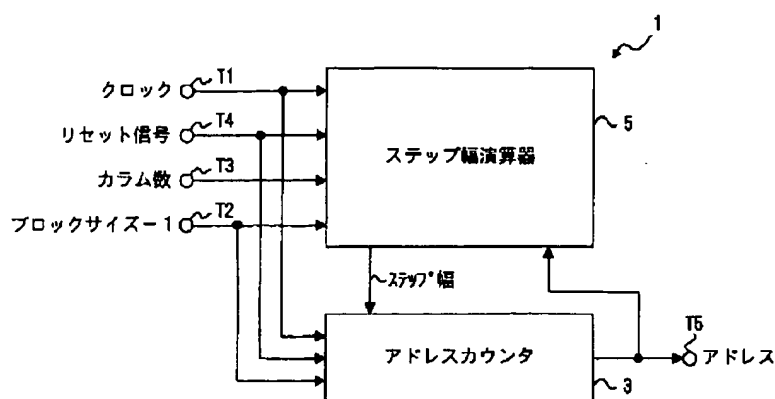 1
クロック T1
リセット信号 T4
カラム数 T3
ブロックサイズ－1 T2
ステップ幅演算器
5
ステップ幅
アドレスカウンタ
3
T5
アドレス